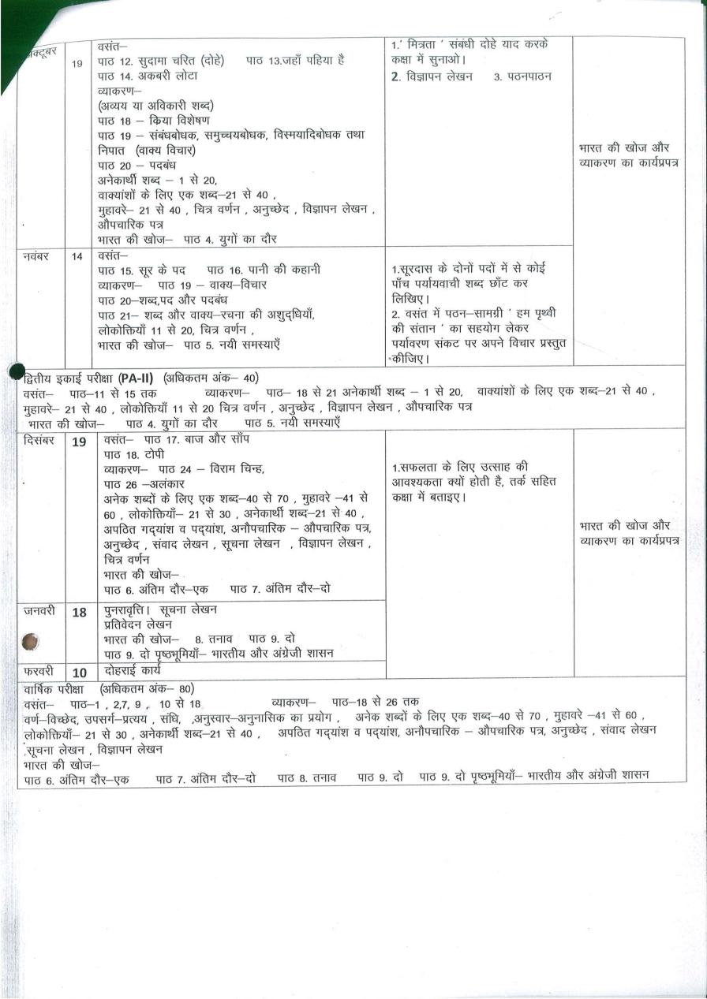 अक्टूबर
19
वसंत–
पाठ 12. सुदामा चरित (दोहे) पाठ 13.जहाँ पहिया है
पाठ 14. अकबरी लोटा
व्याकरण–
(अव्यय या अविकारी शब्द)
पाठ 18 – क्रिया विशेषण
पाठ 19 – संबंधबोधक, समुच्चयबोधक, विस्मयादिबोधक तथा
निपात (वाक्य विचार)
पाठ 20 – पदबंध
अनेकार्थी शब्द – 1 से 20,
वाक्यांशों के लिए एक शब्द–21 से 40 ,
मुहावरे– 21 से 40 , चित्र वर्णन , अनुच्छेद , विज्ञापन लेखन ,
औपचारिक पत्र
भारत की खोज– पाठ 4. युगों का दौर
1.' मित्रता ' संबंधी दोहे याद करके
कक्षा में सुनाओ।
2. विज्ञापन लेखन 3. पठनपाठन
भारत की खोज और
व्याकरण का कार्यप्रपत्र
नवंबर
14
वसंत–
पाठ 15. सूर के पद पाठ 16. पानी की कहानी
व्याकरण– पाठ 19 – वाक्य–विचार
पाठ 20–शब्द,पद और पदबंध
पाठ 21– शब्द और वाक्य–रचना की अशुद्धियाँ,
लोकोक्तियाँ 11 से 20, चित्र वर्णन ,
भारत की खोज– पाठ 5. नयी समस्याएँ
1.सूरदास के दोनों पदों में से कोई
पाँच पर्यायवाची शब्द छाँट कर
लिखिए।
2. वसंत में पठन–सामग्री ' हम पृथ्वी
की संतान ' का सहयोग लेकर
पर्यावरण संकट पर अपने विचार प्रस्तुत
कीजिए।
द्वितीय इकाई परीक्षा (PA-II) (अधिकतम अंक– 40)
वसंत– पाठ–11 से 15 तक व्याकरण– पाठ– 18 से 21 अनेकार्थी शब्द – 1 से 20, वाक्यांशों के लिए एक शब्द–21 से 40 ,
मुहावरे– 21 से 40 , लोकोक्तियाँ 11 से 20 चित्र वर्णन , अनुच्छेद , विज्ञापन लेखन , औपचारिक पत्र
भारत की खोज– पाठ 4. युगों का दौर पाठ 5. नयी समस्याएँ
दिसंबर
19
वसंत– पाठ 17. बाज और साँप
पाठ 18. टोपी
व्याकरण– पाठ 24 – विराम चिन्ह,
पाठ 26 –अलंकार
अनेक शब्दों के लिए एक शब्द–40 से 70 , मुहावरे –41 से
60 , लोकोक्तियाँ– 21 से 30 , अनेकार्थी शब्द–21 से 40 ,
अपठित गद्यांश व पद्यांश, अनौपचारिक – औपचारिक पत्र,
अनुच्छेद , संवाद लेखन , सूचना लेखन , विज्ञापन लेखन ,
चित्र वर्णन
भारत की खोज–
पाठ 6. अंतिम दौर–एक पाठ 7. अंतिम दौर–दो
1.सफलता के लिए उत्साह की
आवश्यकता क्यों होती है, तर्क सहित
कक्षा में बताइए।
भारत की खोज और
व्याकरण का कार्यप्रपत्र
जनवरी
18
पुनरावृत्ति। सूचना लेखन
प्रतिवेदन लेखन
भारत की खोज– 8. तनाव पाठ 9. दो
पाठ 9. दो पृष्ठभूमियाँ– भारतीय और अंग्रेजी शासन
फरवरी
10
दोहराई कार्य
वार्षिक परीक्षा (अधिकतम अंक– 80)
वसंत– पाठ–1 , 2,7, 9 , 10 से 18 व्याकरण– पाठ–18 से 26 तक
वर्ण–विच्छेद, उपसर्ग–प्रत्यय , संधि, ,अनुस्वार–अनुनासिक का प्रयोग , अनेक शब्दों के लिए एक शब्द–40 से 70 , मुहावरे –41 से 60 ,
लोकोक्तियाँ– 21 से 30 , अनेकार्थी शब्द–21 से 40 , अपठित गद्यांश व पद्यांश, अनौपचारिक – औपचारिक पत्र, अनुच्छेद , संवाद लेखन
,सूचना लेखन , विज्ञापन लेखन
भारत की खोज–
पाठ 6. अंतिम दौर–एक पाठ 7. अंतिम दौर–दो पाठ 8. तनाव पाठ 9. दो पाठ 9. दो पृष्ठभूमियाँ– भारतीय और अंग्रेजी शासन